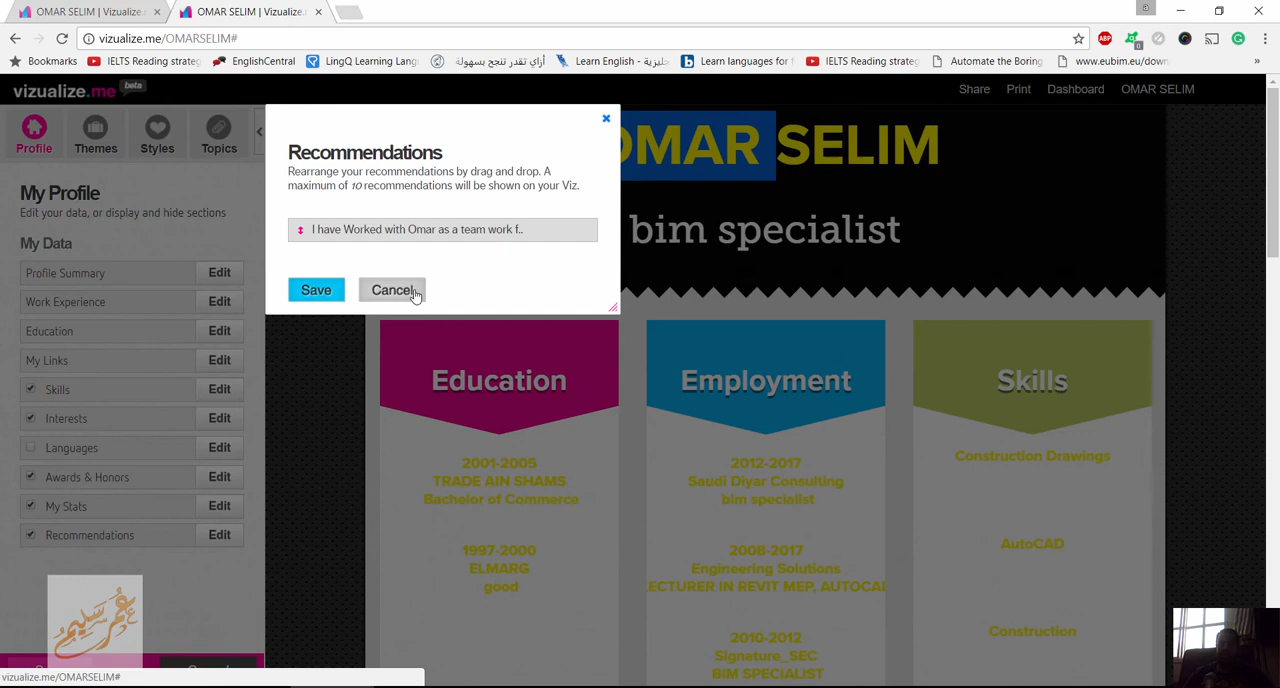 OMAR SELIM | Vizualize.
OMAR SELIM | Vizualize.m
vizualize.me/OMARSELIM#
ABP
Bookmarks
IELTS Reading strateg
EnglishCentral
LingQ Learning Lang
أزاي تقدر تنجح بسهولة
Learn English -
Learn languages for f
IELTS Reading strateg
Automate the Boring
www.eubim.eu/down
»
vizualize.me
beta
Share
Print
Dashboard
OMAR SELIM
Profile
Themes
Styles
Topics
My Profile
Edit your data, or display and hide sections
My Data
Profile Summary Edit
Work Experience Edit
Education Edit
My Links Edit
Skills Edit
Interests Edit
Languages Edit
Awards & Honors Edit
My Stats Edit
Recommendations Edit
عمر سليم
vizualize.me/OMARSELIM#
Recommendations
Rearrange your recommendations by drag and drop. A
maximum of 10 recommendations will be shown on your Viz.
I have Worked with Omar as a team work f..
Save
Cancel
OMAR SELIM
bim specialist
Education
2001-2005
TRADE AIN SHAMS
Bachelor of Commerce
1997-2000
ELMARG
good
Employment
2012-2017
Saudi Diyar Consulting
bim specialist
2008-2017
Engineering Solutions
LECTURER IN REVIT MEP, AUTOCAD
2010-2012
Signature_SEC
BIM SPECIALIST
Skills
Construction Drawings
AutoCAD
Construction